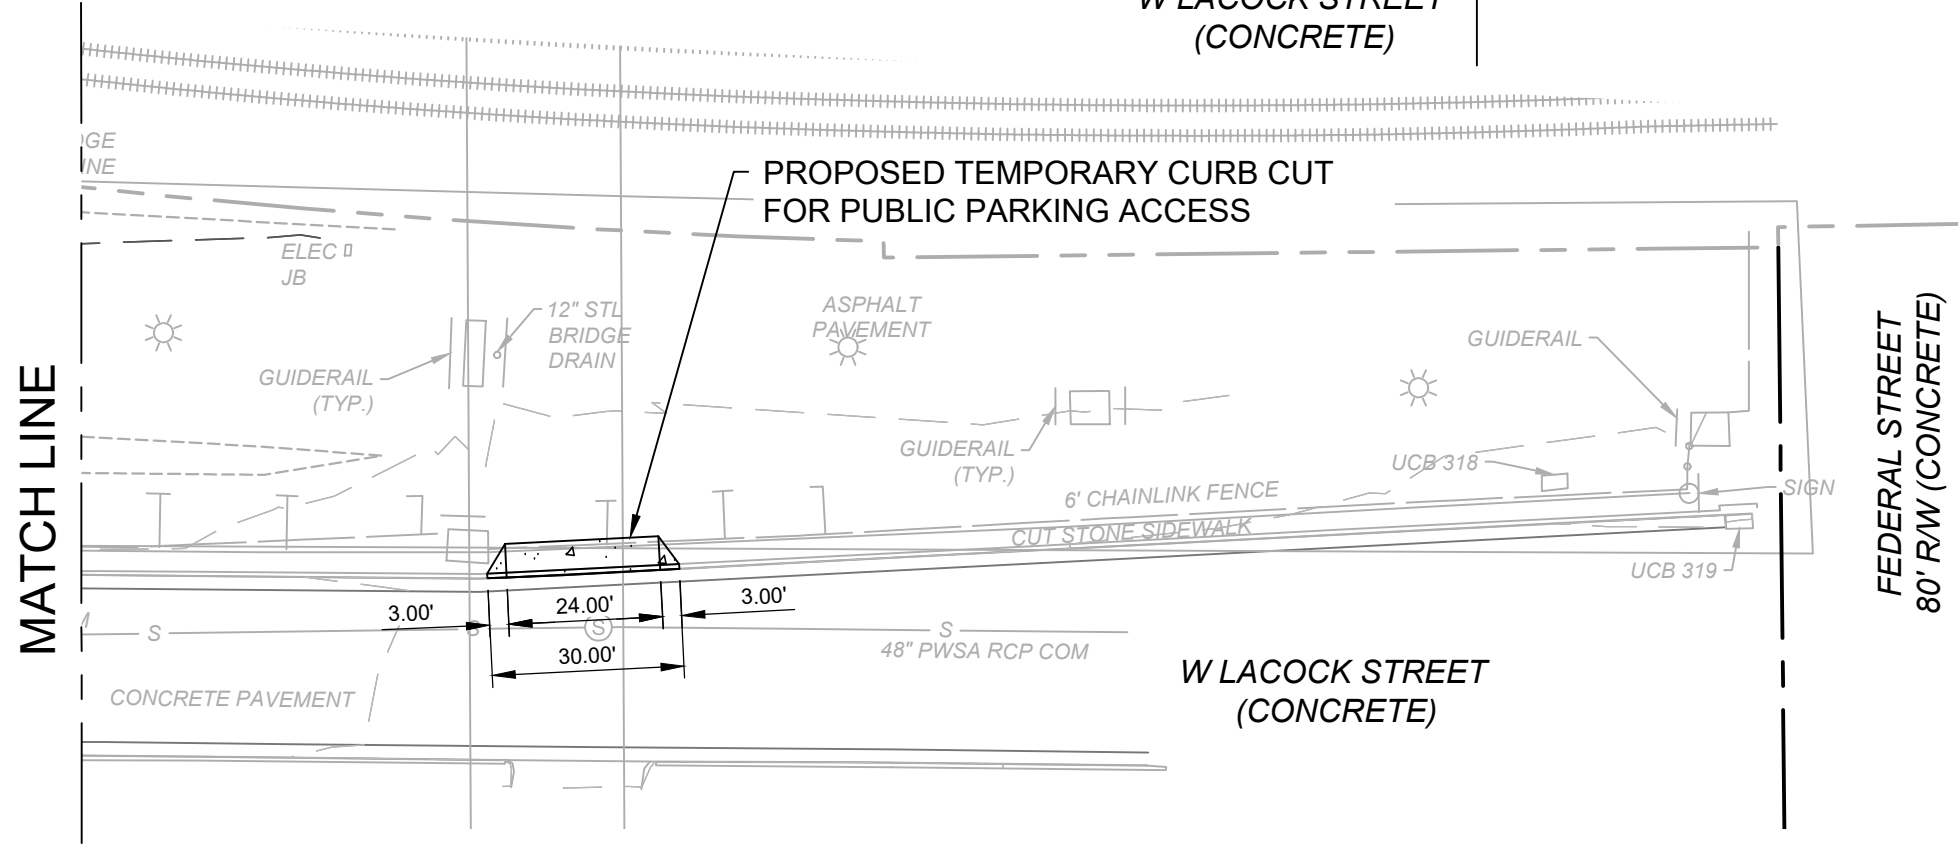 W LACOCK STREET
(CONCRETE)
PROPOSED TEMPORARY CURB CUT
FOR PUBLIC PARKING ACCESS
ELEC
JB
12" STL
BRIDGE
DRAIN
ASPHALT
PAVEMENT
GUIDERAIL
GUIDERAIL
(TYP.)
GUIDERAIL
(TYP.)
UCB 318
6' CHAINLINK FENCE
CUT STONE SIDEWALK
SIGN
UCB 319
MATCH LINE
FEDERAL STREET
80' R/W (CONCRETE)
3.00'
24.00'
3.00'
30.00'
S
S
S
S
48" PWSA RCP COM
W LACOCK STREET
(CONCRETE)
CONCRETE PAVEMENT